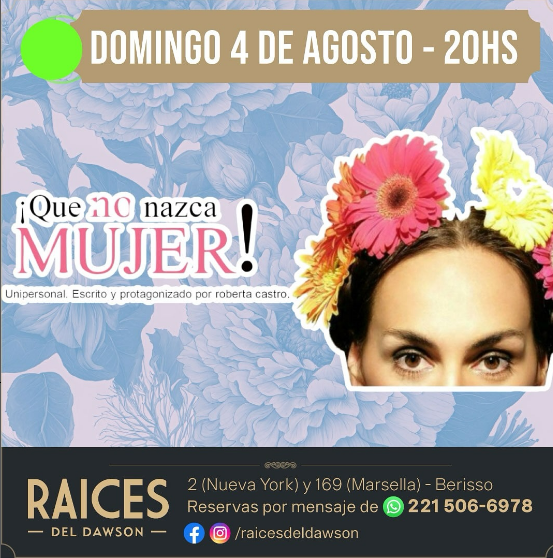 DOMINGO 4 DE AGOSTO - 20HS
¡Que no nazca
MUJER!
Unipersonal. Escrito y protagonizado por roberta castro.
RAICES
DEL DAWSON
2 (Nueva York) y 169 (Marsella) - Berisso
Reservas por mensaje de 221 506-6978
/raicesdeldawson